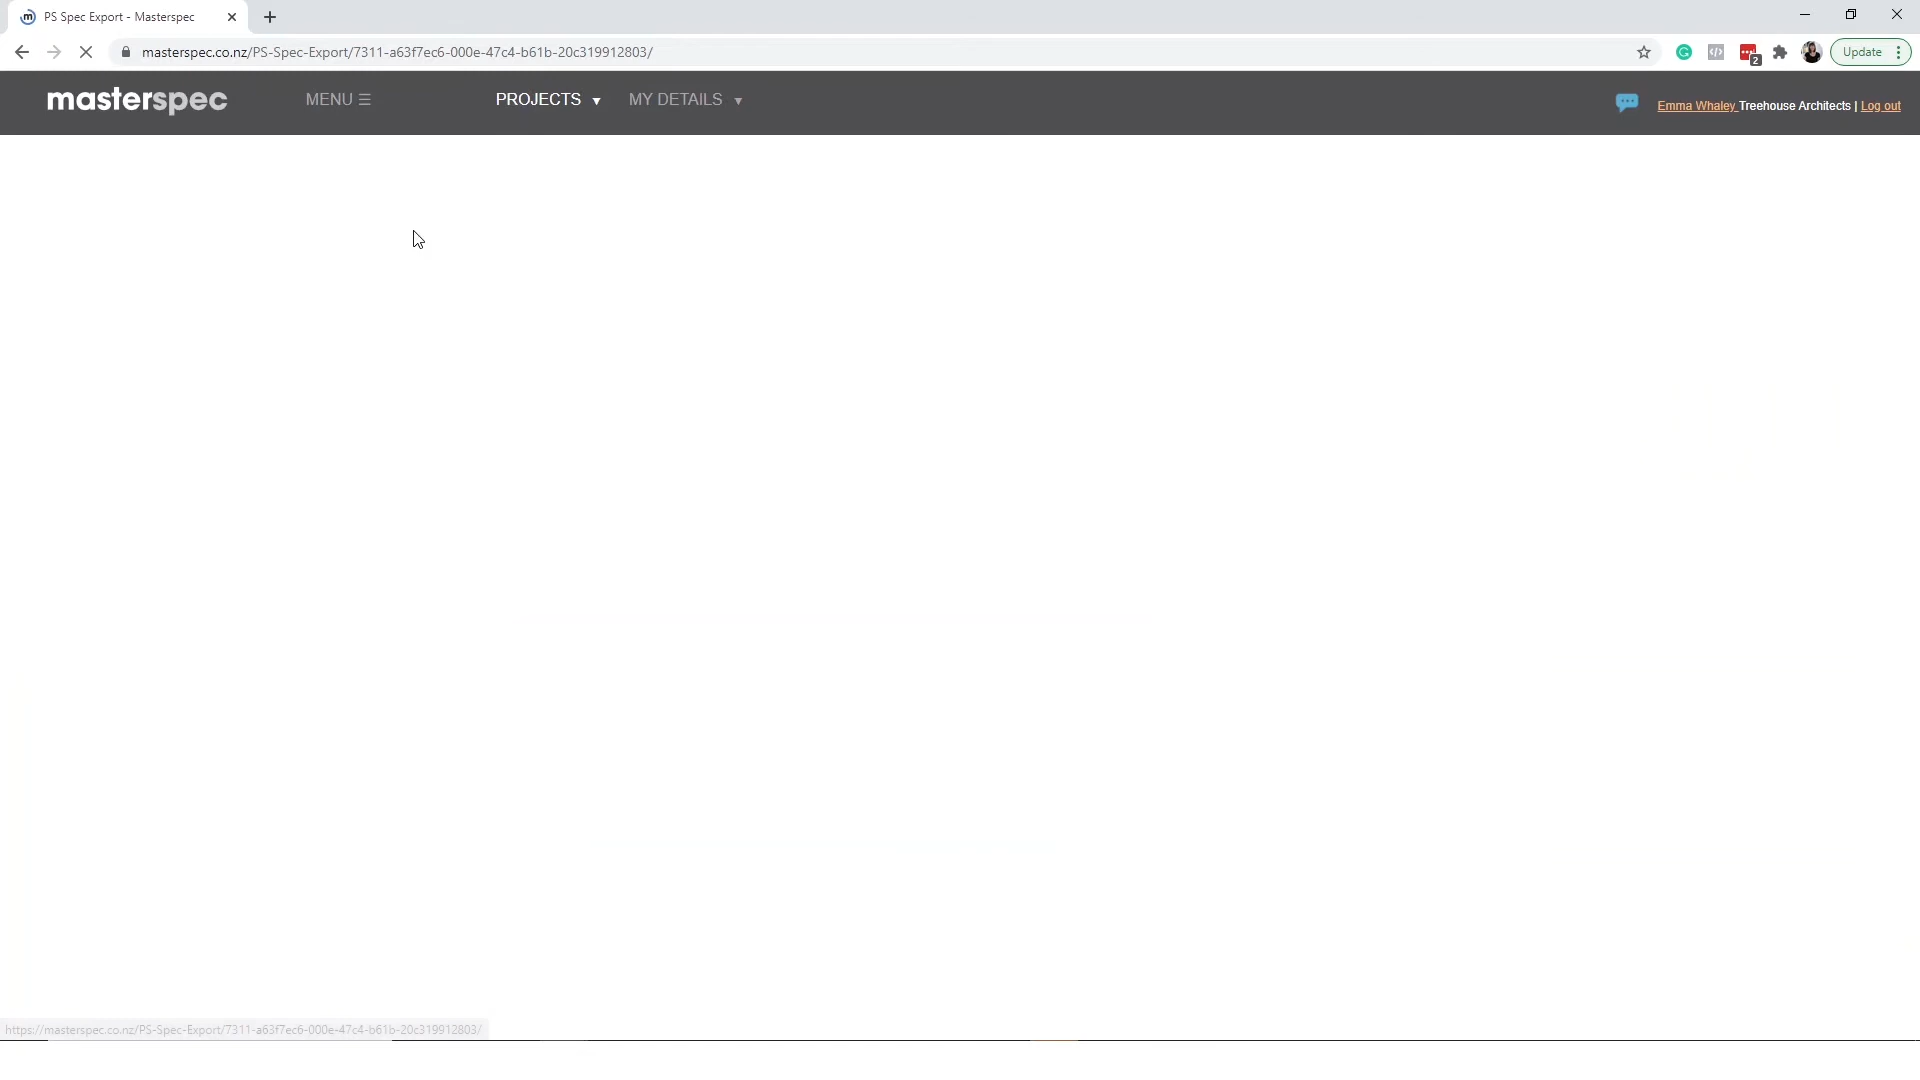 PS Spec Export - Masterspec
masterspec.co.nz/PS-Spec-Export/7311-a63f7ec6-000e-47c4-b61b-20c319912803/
2
Update
masterspec
MENU ☰
PROJECTS ▼
MY DETAILS ▼
Emma Whaley Treehouse Architects | Log out
https://masterspec.co.nz/PS-Spec-Export/7311-a63f7ec6-000e-47c4-b61b-20c319912803/